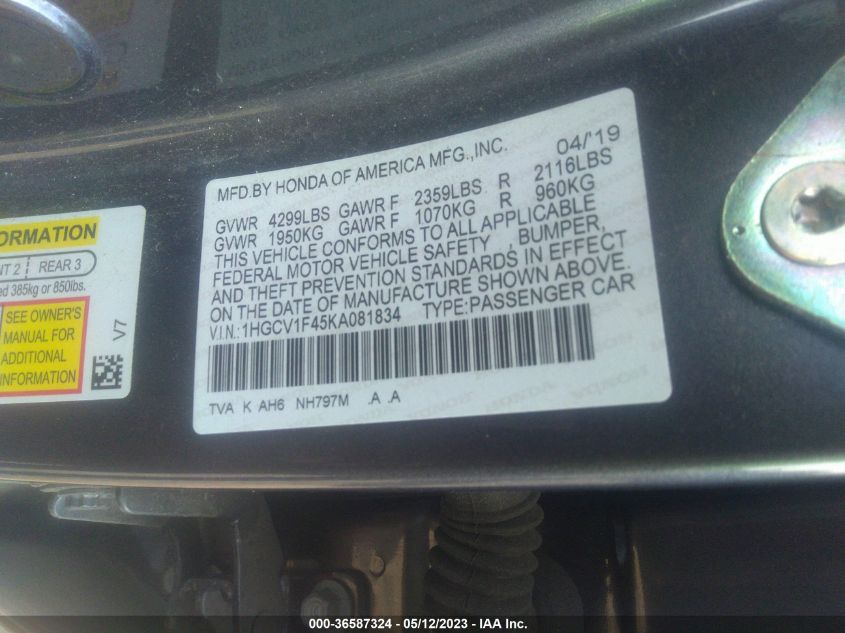 MFD.BY HONDA OF AMERICA MFG.,INC. 04/'19
GVWR 4299LBS GAWR F 2359LBS R 2116LBS
GVWR 1950KG GAWR F 1070KG R 960KG
THIS VEHICLE CONFORMS TO ALL APPLICABLE
FEDERAL MOTOR VEHICLE SAFETY , BUMPER,
AND THEFT PREVENTION STANDARDS IN EFFECT
ON THE DATE OF MANUFACTURE SHOWN ABOVE.
V.I.N.:1HGCV1F45KA081834 TYPE:PASSENGER CAR
TVA K AH6 NH797M .A .A
ORMATION
NT 2 REAR 3
ed 385kg or 850lbs.
SEE OWNER'S
MANUAL FOR
ADDITIONAL
INFORMATION
V7
000-36587324 - 05/12/2023 - IAA Inc.